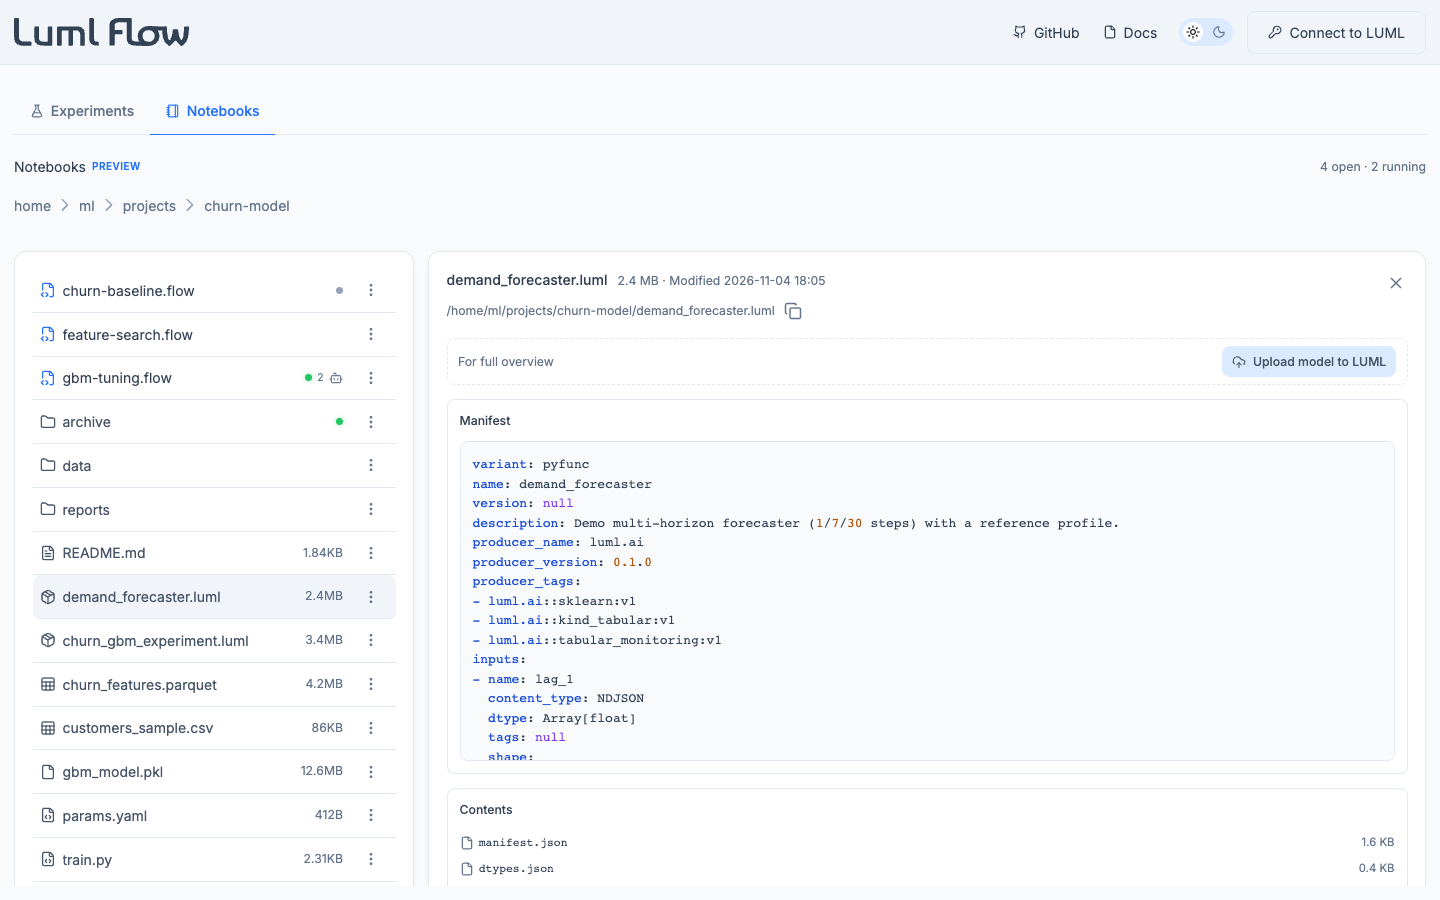 Luml Flow
GitHub
Docs
Connect to LUML
Experiments
Notebooks
Notebooks PREVIEW
4 open · 2 running
home > ml > projects > churn-model
churn-baseline.flow
feature-search.flow
gbm-tuning.flow 2
archive
data
reports
README.md 1.84KB
demand_forecaster.luml 2.4MB
churn_gbm_experiment.luml 3.4MB
churn_features.parquet 4.2MB
customers_sample.csv 86KB
gbm_model.pkl 12.6MB
params.yaml 412B
train.py 2.31KB
demand_forecaster.luml 2.4 MB · Modified 2026-11-04 18:05
/home/ml/projects/churn-model/demand_forecaster.luml
For full overview
Upload model to LUML
Manifest
variant: pyfunc
name: demand_forecaster
version: null
description: Demo multi-horizon forecaster (1/7/30 steps) with a reference profile.
producer_name: luml.ai
producer_version: 0.1.0
producer_tags:
- luml.ai::sklearn:v1
- luml.ai::kind_tabular:v1
- luml.ai::tabular_monitoring:v1
inputs:
- name: lag_1
content_type: NDJSON
dtype: Array[float]
tags: null
shape:
Contents
manifest.json 1.6 KB
dtypes.json 0.4 KB